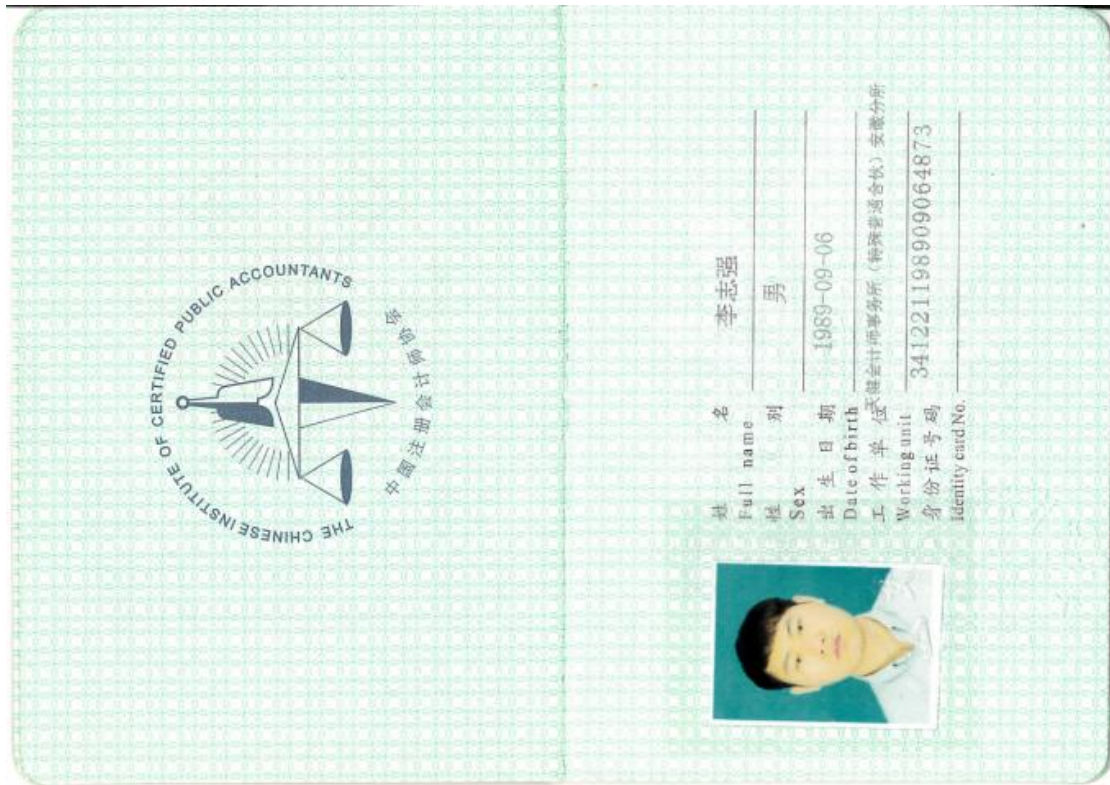 THE CHINESE INSTITUTE OF CERTIFIED PUBLIC ACCOUNTANTS
中国注册会计师协会
姓 名 李志强
Full name
性 别 男
Sex
出 生 日 期 1989-09-06
Date of birth
工 作 单 位 天健会计师事务所（特殊普通合伙）安徽分所
Working unit
身 份 证 号 码 341221198909064873
Identity card No.